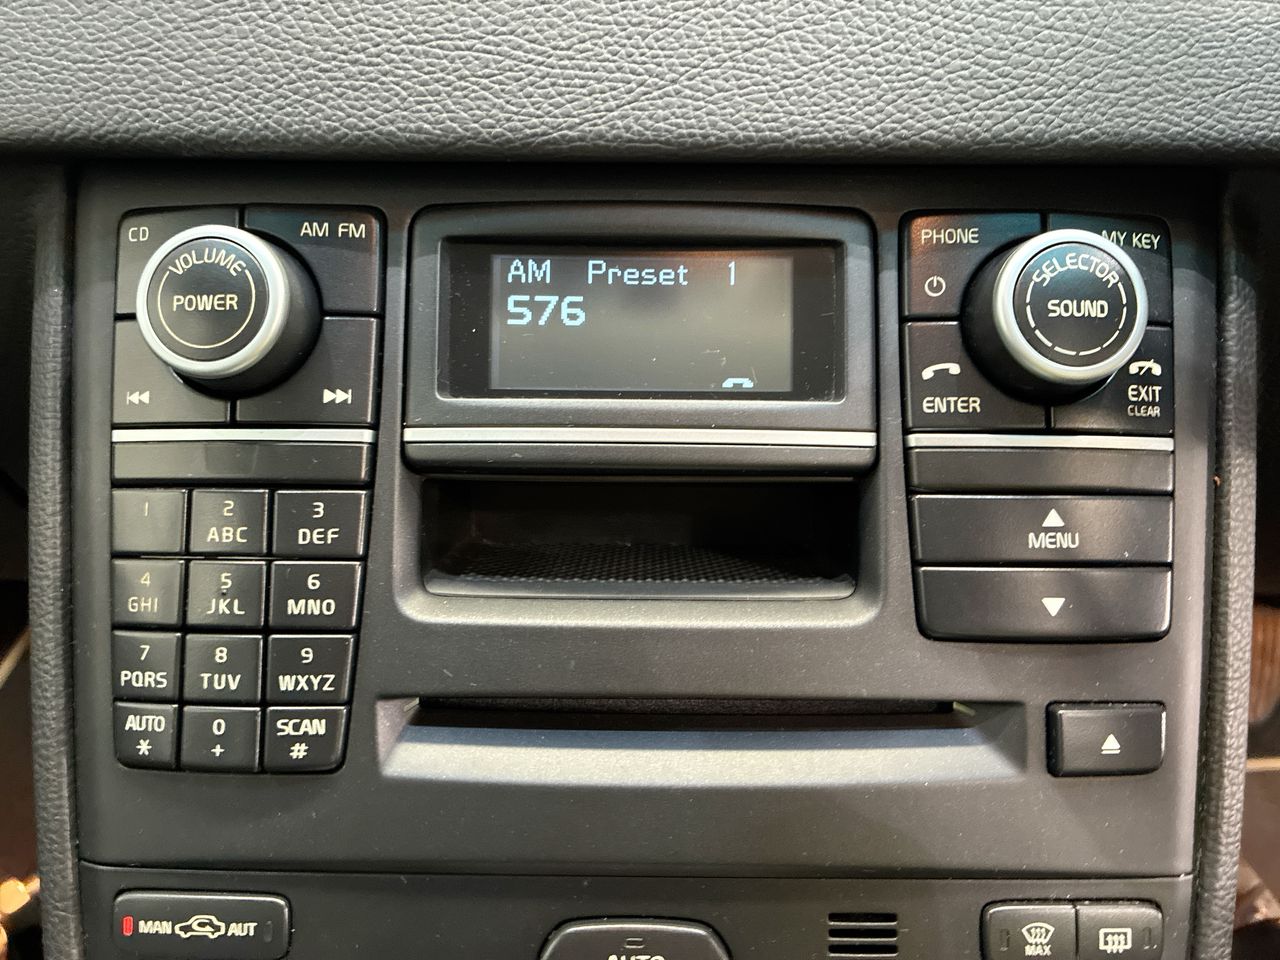 CD
VOLUME
POWER
AM FM
AM Preset 1
576
PHONE
MY KEY
SELECTOR
SOUND
ENTER
EXIT
CLEAR
1
2
ABC
3
DEF
4
GHI
5
JKL
6
MNO
7
PQRS
8
TUV
9
WXYZ
AUTO
*
0
+
SCAN
#
MENU
MAN AUT
AUTO
MAX